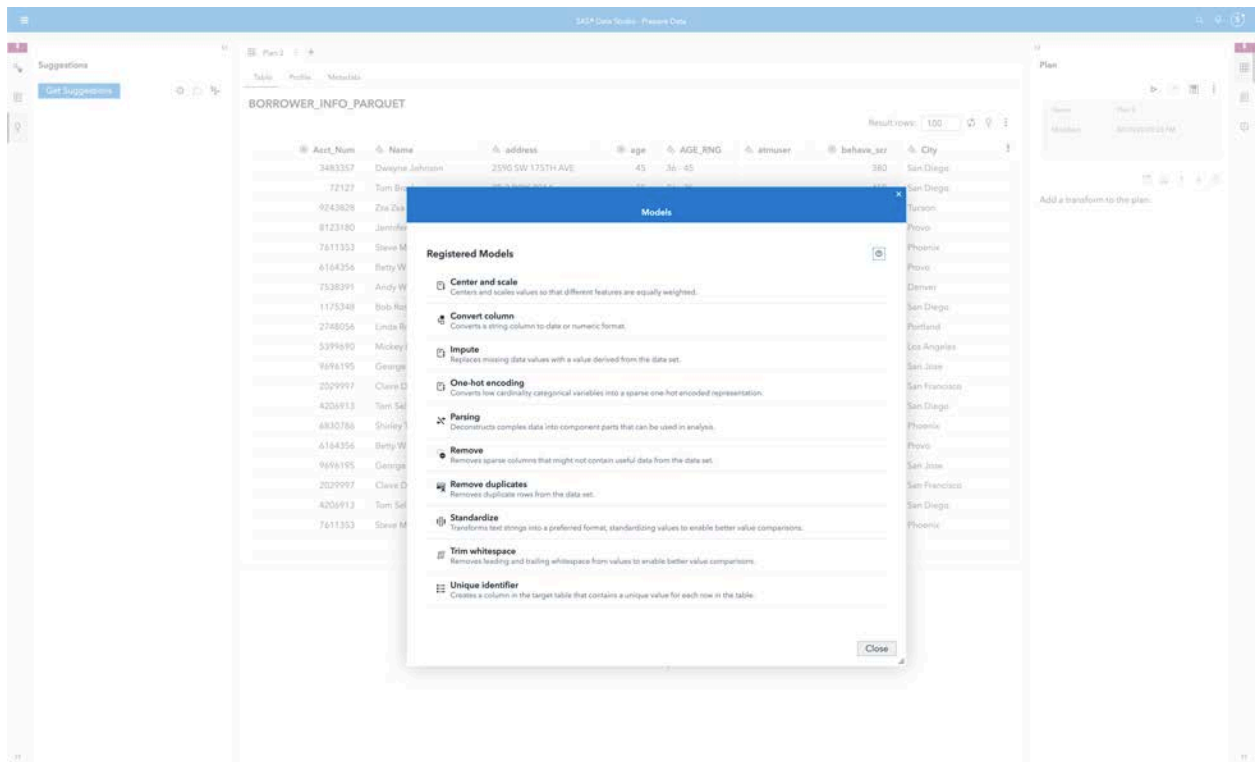 SAS® Data Studio - Prepare Data
Suggestions
Get Suggestions
Plan 2
Table Profile Metadata
BORROWER_INFO_PARQUET
Result rows: 100
Acct_Num Name address age AGE_RNG atmuser behave_scr City
3483357 Dwayne Johnson 2590 SW 175TH AVE 45 36 - 45 380 San Diego
72127 Tom San Diego
9243828 Zsa Zsa Tucson
8123180 Jennifer Provo
7611353 Steve M Phoenix
6164356 Betty W Provo
7538391 Andy W Denver
1175348 Bob San Diego
2748056 Linda Portland
5399690 Mickey Los Angeles
9696195 George San Jose
2029997 Claire D San Francisco
4206913 Tom Sel San Diego
6830786 Shirley Phoenix
6164356 Betty W Provo
9696195 George San Jose
2029997 Claire D San Francisco
4206913 Tom Sel San Diego
7611353 Steve M Phoenix
Models
Registered Models
Center and scale
Centers and scales values so that different features are equally weighted.
Convert column
Converts a string column to date or numeric format.
Impute
Replaces missing data values with a value derived from the data set.
One-hot encoding
Converts low cardinality categorical variables into a sparse one-hot encoded representation.
Parsing
Deconstructs complex data into component parts that can be used in analysis.
Remove
Removes sparse columns that might not contain useful data from the data set.
Remove duplicates
Removes duplicate rows from the data set.
Standardize
Transforms text strings into a preferred format, standardizing values to enable better value comparisons.
Trim whitespace
Removes leading and trailing whitespace from values to enable better value comparisons.
Unique identifier
Creates a column in the target table that contains a unique value for each row in the table.
Close
Plan
Name: Plan 2
Modified:
Add a transform to the plan.